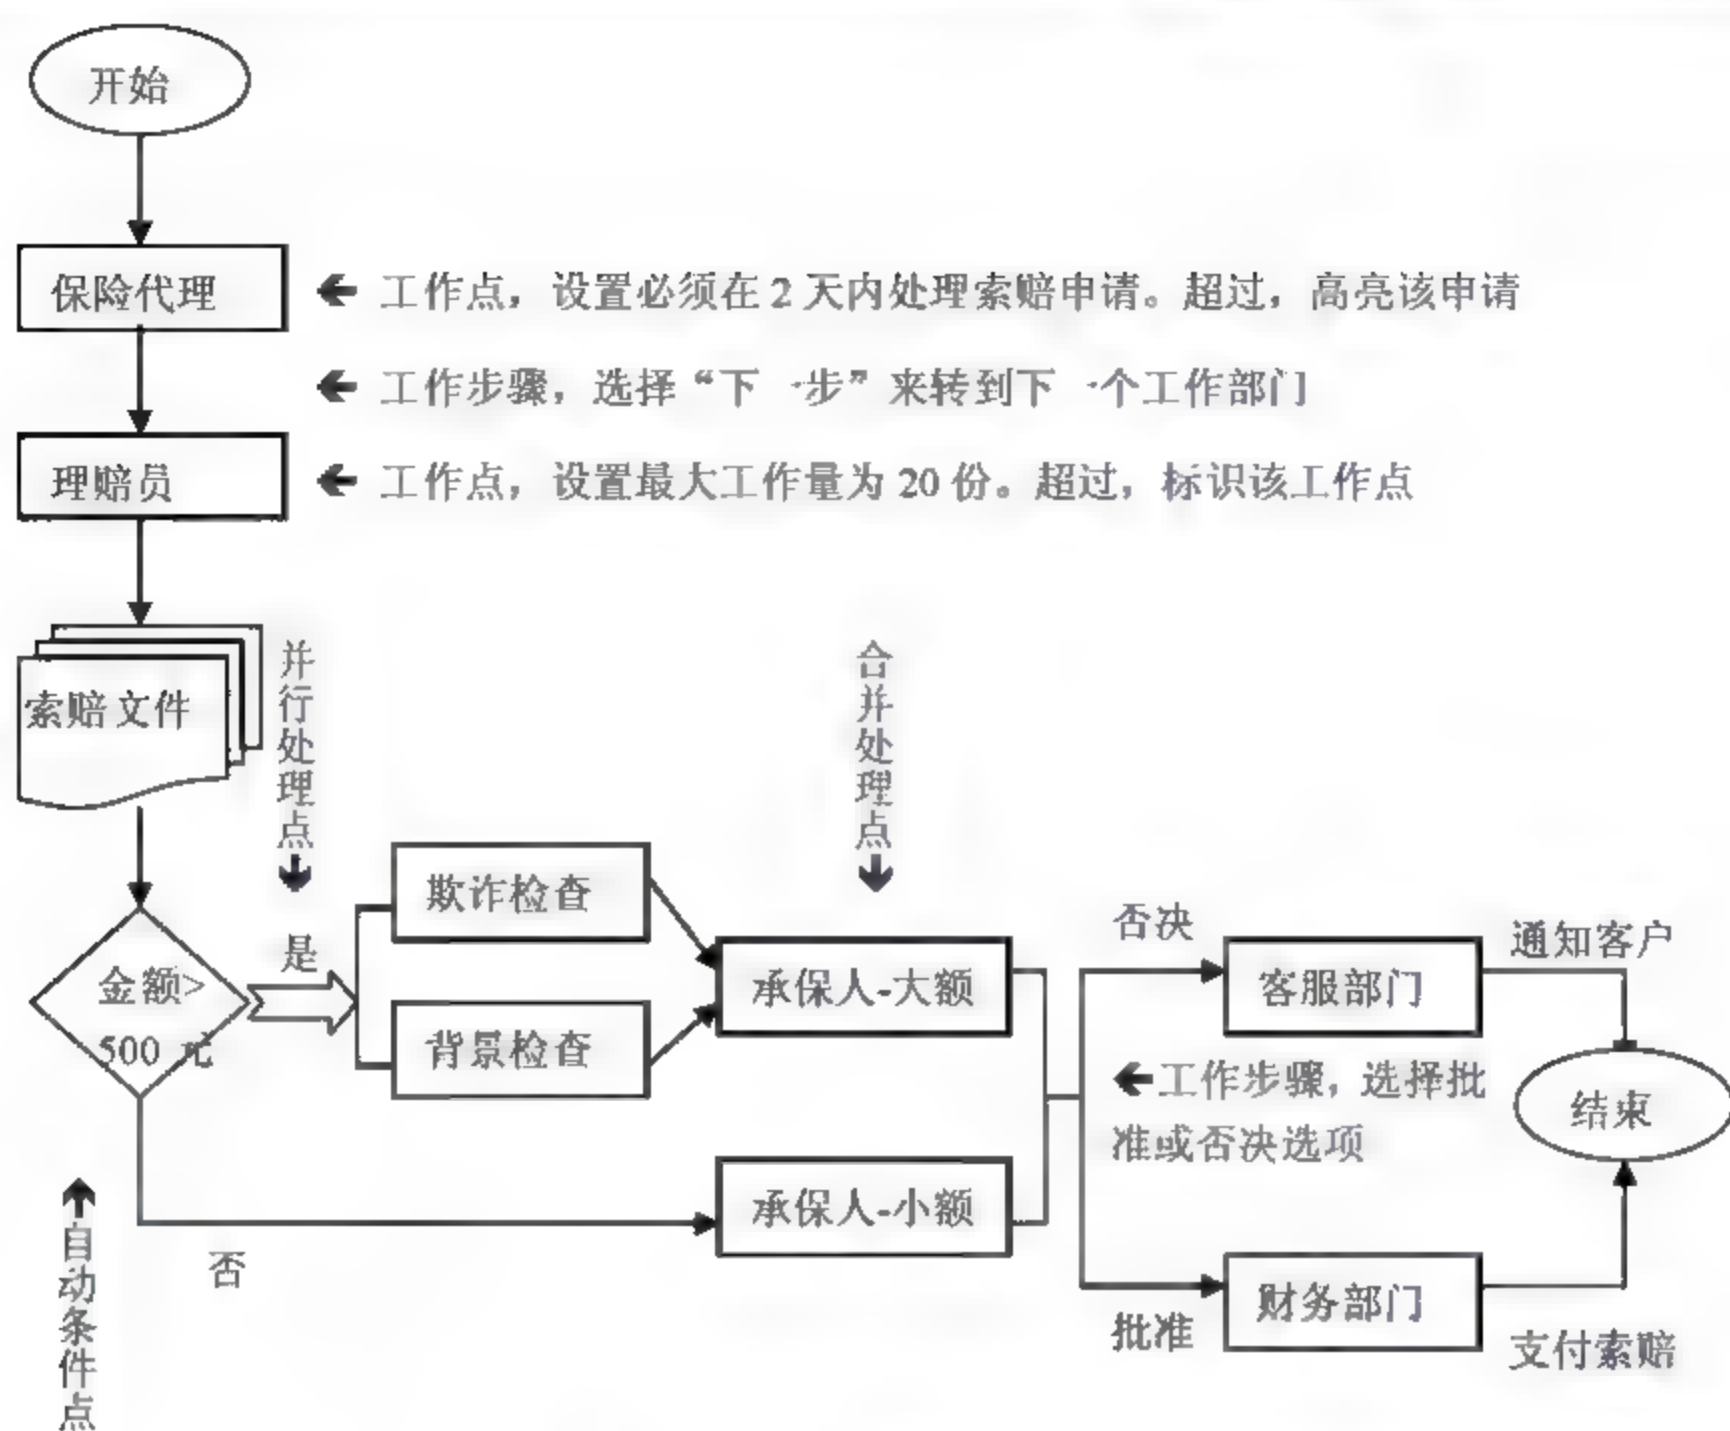 开始
保险代理
← 工作点，设置必须在 2 天内处理索赔申请。超过，高亮该申请
← 工作步骤，选择“下一步”来转到下一个工作部门
理赔员
← 工作点，设置最大工作量为 20 份。超过，标识该工作点
索赔文件
并行处理点
合并处理点
金额>
500 元
是
欺诈检查
背景检查
承保人-大额
否决
客服部门
通知客户
←工作步骤，选择批
准或否决选项
结束
自动条件点
否
承保人-小额
批准
财务部门
支付索赔